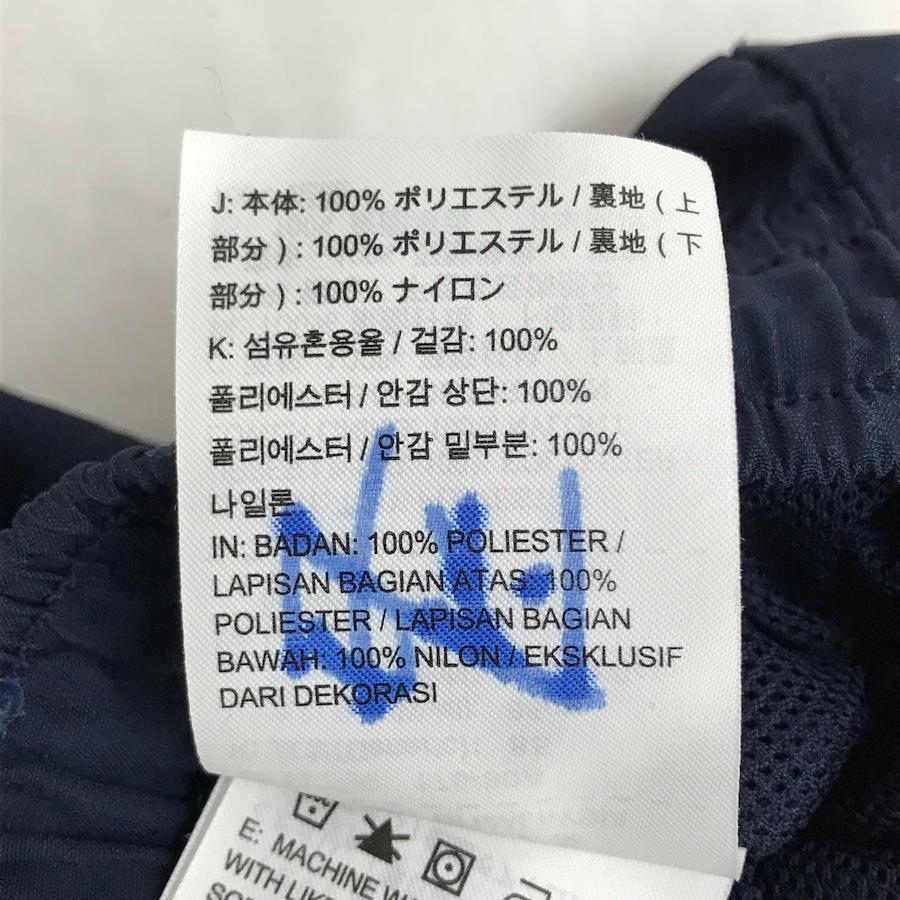 J: 本体: 100% ポリエステル / 裏地 ( 上
部分 ) : 100% ポリエステル / 裏地 ( 下
部分 ) : 100% ナイロン
K: 섬유혼용율 / 겉감: 100%
폴리에스터 / 안감 상단: 100%
폴리에스터 / 안감 밑부분: 100%
나일론
IN: BADAN: 100% POLIESTER /
LAPISAN BAGIAN ATAS: 100%
POLIESTER / LAPISAN BAGIAN
BAWAH: 100% NILON / EKSKLUSIF
DARI DEKORASI
E: MACHINE
WITH LIKE